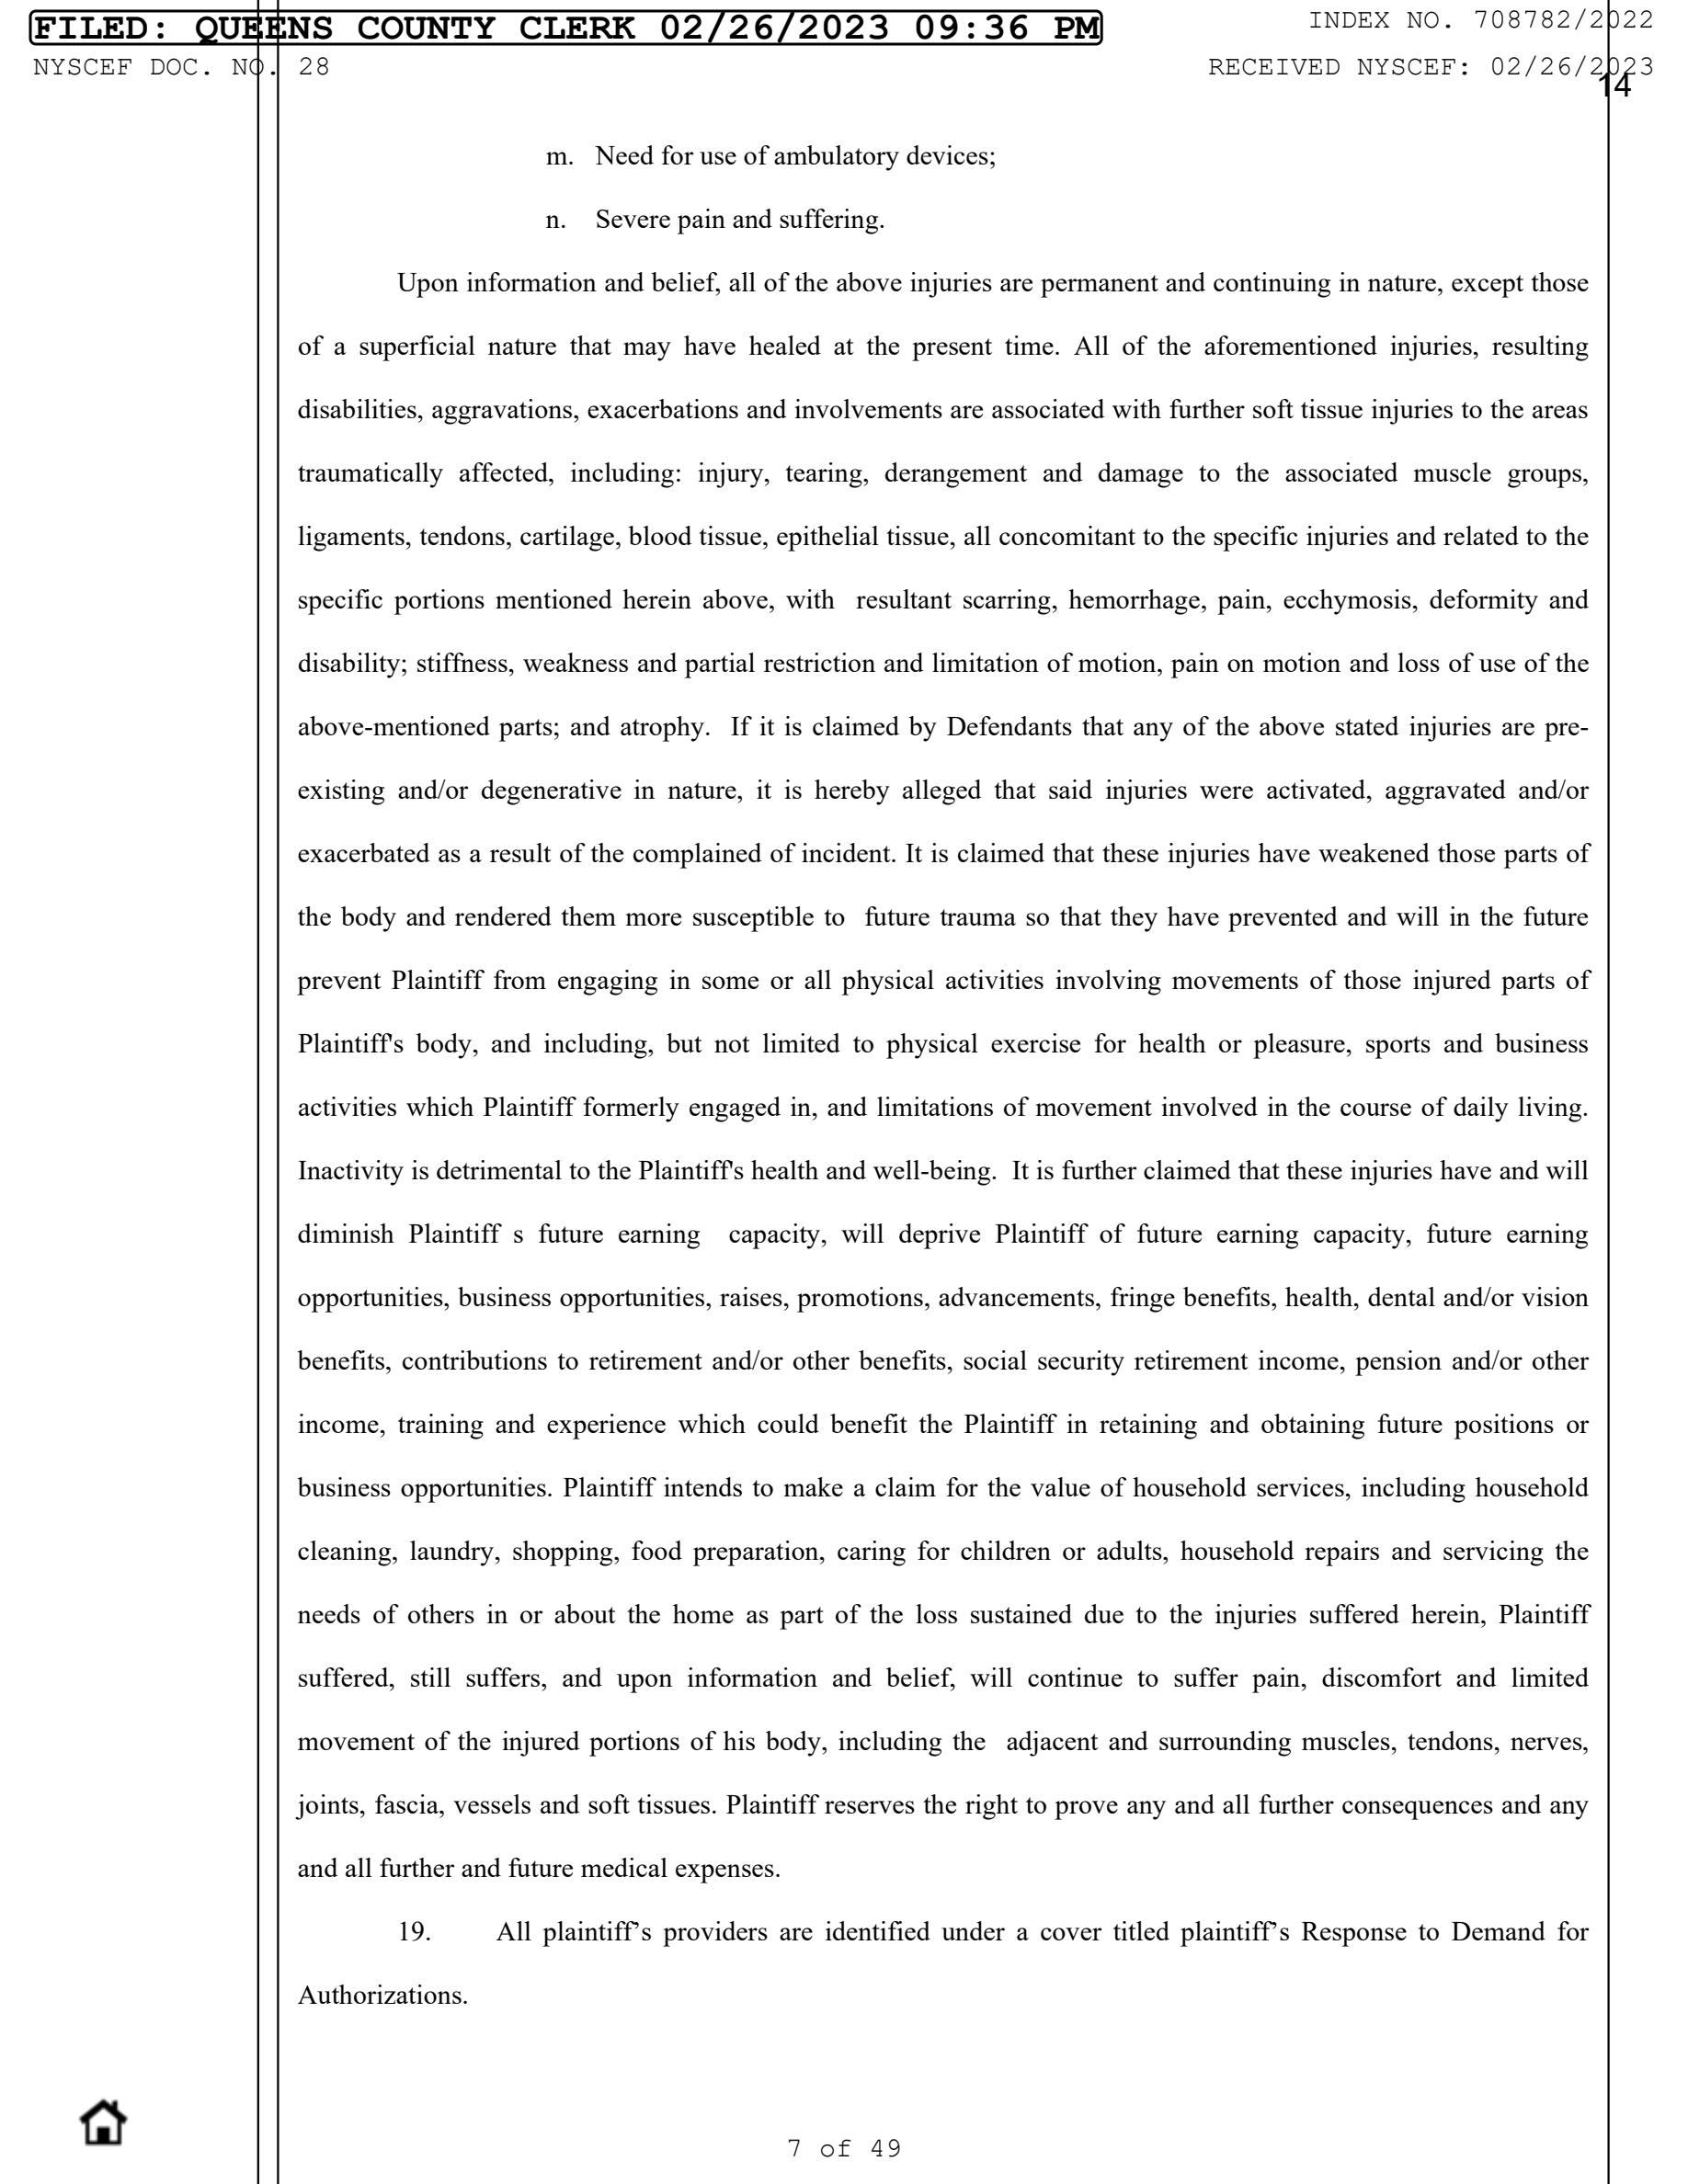 FILED: QUEENS COUNTY CLERK 02/26/2023 09:36 PM
INDEX NO. 708782/2022
NYSCEF DOC. NO. 28
RECEIVED NYSCEF: 02/26/2023
14
m. Need for use of ambulatory devices;
n. Severe pain and suffering.
Upon information and belief, all of the above injuries are permanent and continuing in nature, except those
of a superficial nature that may have healed at the present time. All of the aforementioned injuries, resulting
disabilities, aggravations, exacerbations and involvements are associated with further soft tissue injuries to the areas
traumatically affected, including: injury, tearing, derangement and damage to the associated muscle groups,
ligaments, tendons, cartilage, blood tissue, epithelial tissue, all concomitant to the specific injuries and related to the
specific portions mentioned herein above, with resultant scarring, hemorrhage, pain, ecchymosis, deformity and
disability; stiffness, weakness and partial restriction and limitation of motion, pain on motion and loss of use of the
above-mentioned parts; and atrophy. If it is claimed by Defendants that any of the above stated injuries are pre-
existing and/or degenerative in nature, it is hereby alleged that said injuries were activated, aggravated and/or
exacerbated as a result of the complained of incident. It is claimed that these injuries have weakened those parts of
the body and rendered them more susceptible to future trauma so that they have prevented and will in the future
prevent Plaintiff from engaging in some or all physical activities involving movements of those injured parts of
Plaintiff's body, and including, but not limited to physical exercise for health or pleasure, sports and business
activities which Plaintiff formerly engaged in, and limitations of movement involved in the course of daily living.
Inactivity is detrimental to the Plaintiff's health and well-being. It is further claimed that these injuries have and will
diminish Plaintiff s future earning capacity, will deprive Plaintiff of future earning capacity, future earning
opportunities, business opportunities, raises, promotions, advancements, fringe benefits, health, dental and/or vision
benefits, contributions to retirement and/or other benefits, social security retirement income, pension and/or other
income, training and experience which could benefit the Plaintiff in retaining and obtaining future positions or
business opportunities. Plaintiff intends to make a claim for the value of household services, including household
cleaning, laundry, shopping, food preparation, caring for children or adults, household repairs and servicing the
needs of others in or about the home as part of the loss sustained due to the injuries suffered herein, Plaintiff
suffered, still suffers, and upon information and belief, will continue to suffer pain, discomfort and limited
movement of the injured portions of his body, including the adjacent and surrounding muscles, tendons, nerves,
joints, fascia, vessels and soft tissues. Plaintiff reserves the right to prove any and all further consequences and any
and all further and future medical expenses.
19. All plaintiff’s providers are identified under a cover titled plaintiff’s Response to Demand for
Authorizations.
7 of 49